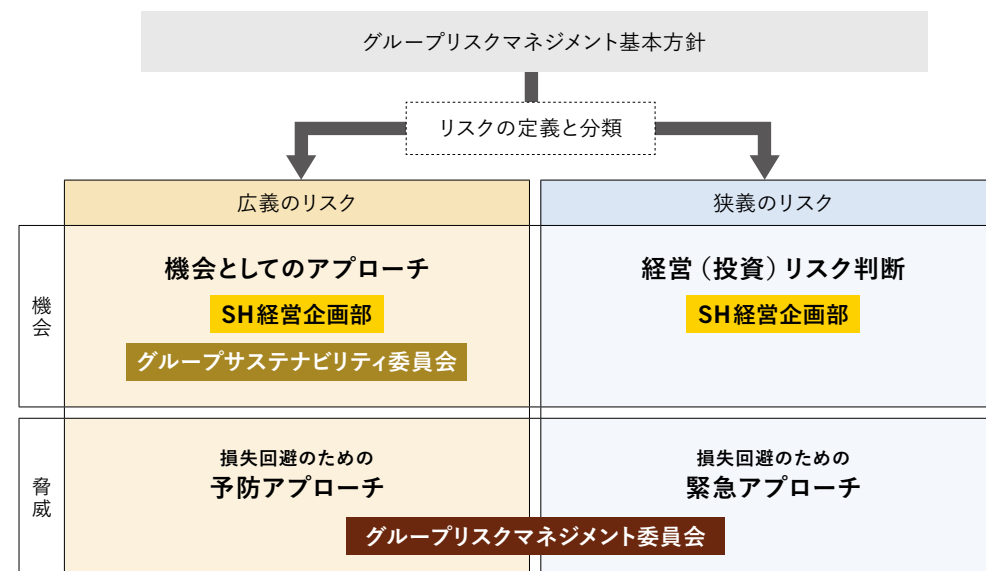 グループリスクマネジメント基本方針
リスクの定義と分類
広義のリスク
狭義のリスク
機会
機会としてのアプローチ
SH経営企画部
グループサステナビリティ委員会
経営（投資）リスク判断
SH経営企画部
脅威
損失回避のための
予防アプローチ
損失回避のための
緊急アプローチ
グループリスクマネジメント委員会